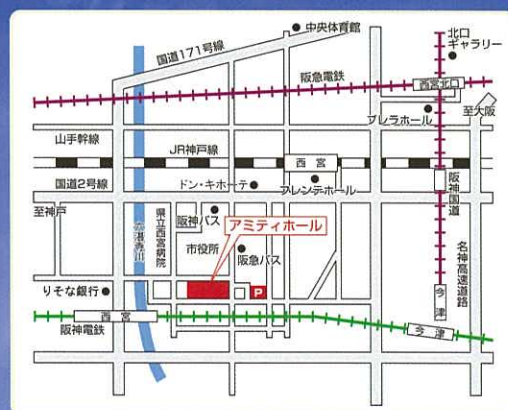 中央体育館
国道171号線
北口
ギャラリー
阪急電鉄
西宮北口
プレラホール
至大阪
山手幹線
JR神戸線
西宮
阪神国道
国道2号線
ドン・キホーテ
フレンテホール
至神戸
六湛寺川
県立西宮病院
阪神バス
アミティホール
市役所
阪急バス
名神高速道路
りそな銀行
P
今津
西宮
阪神電鉄
今津